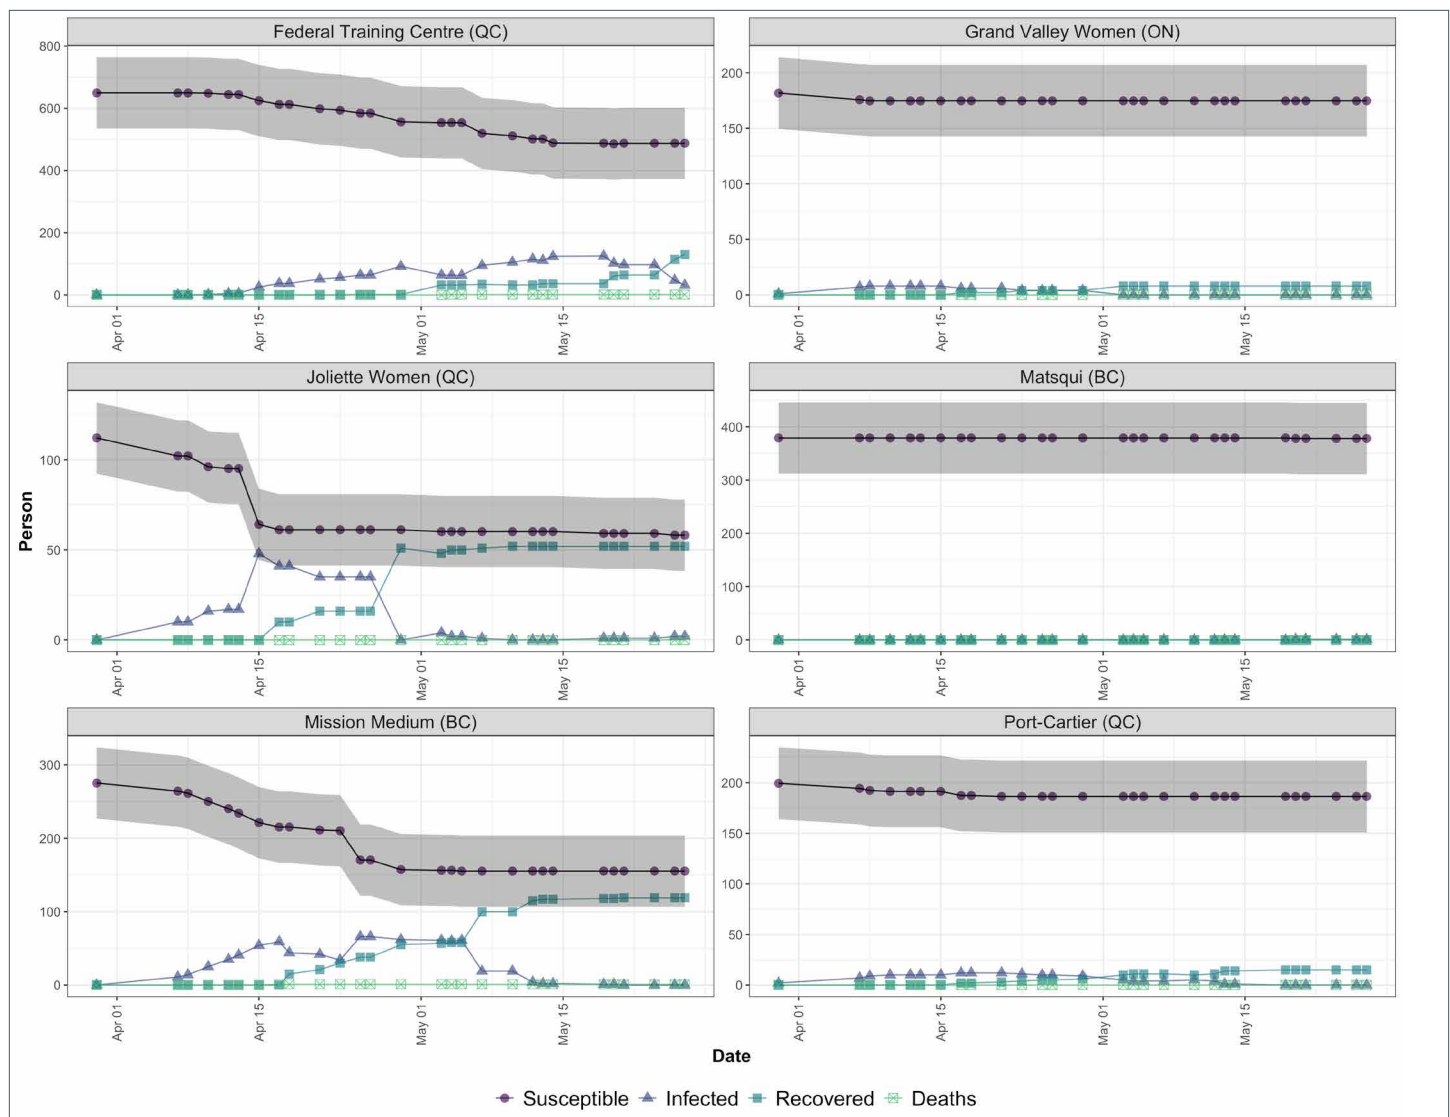 Federal Training Centre (QC)
800
600
400
200
0
Apr 01
Apr 15
May 01
May 15
Grand Valley Women (ON)
200
150
100
50
0
Apr 01
Apr 15
May 01
May 15
Joliette Women (QC)
100
50
0
Apr 01
Apr 15
May 01
May 15
Matsqui (BC)
400
300
200
100
0
Apr 01
Apr 15
May 01
May 15
Person
Mission Medium (BC)
300
200
100
0
Apr 01
Apr 15
May 01
May 15
Port-Cartier (QC)
200
150
100
50
0
Apr 01
Apr 15
May 01
May 15
Date
Susceptible Infected Recovered Deaths